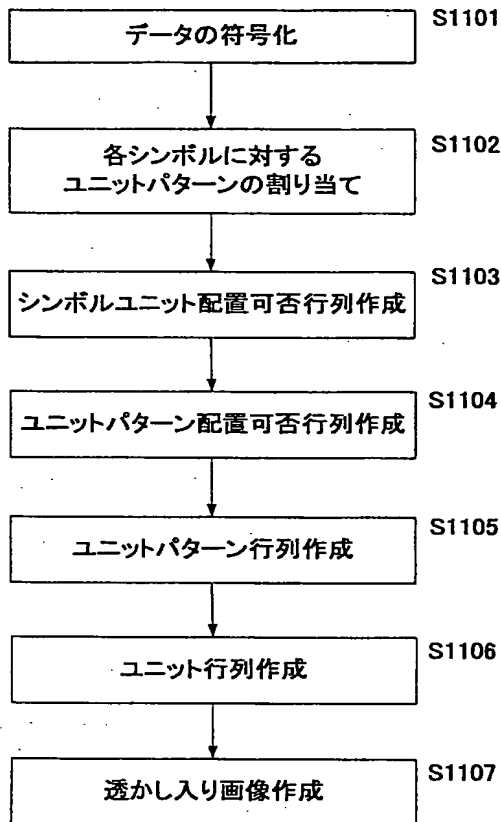 データの符号化
S1101
各シンボルに対する
ユニットパターンの割り当て
S1102
シンボルユニット配置可否行列作成
S1103
ユニットパターン配置可否行列作成
S1104
ユニットパターン行列作成
S1105
ユニット行列作成
S1106
透かし入り画像作成
S1107